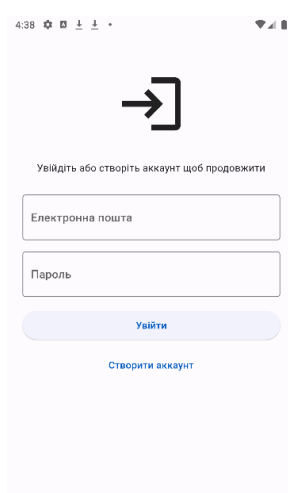 4:38
Увійдіть або створіть аккаунт щоб продовжити
Електронна пошта
Пароль
Увійти
Створити аккаунт